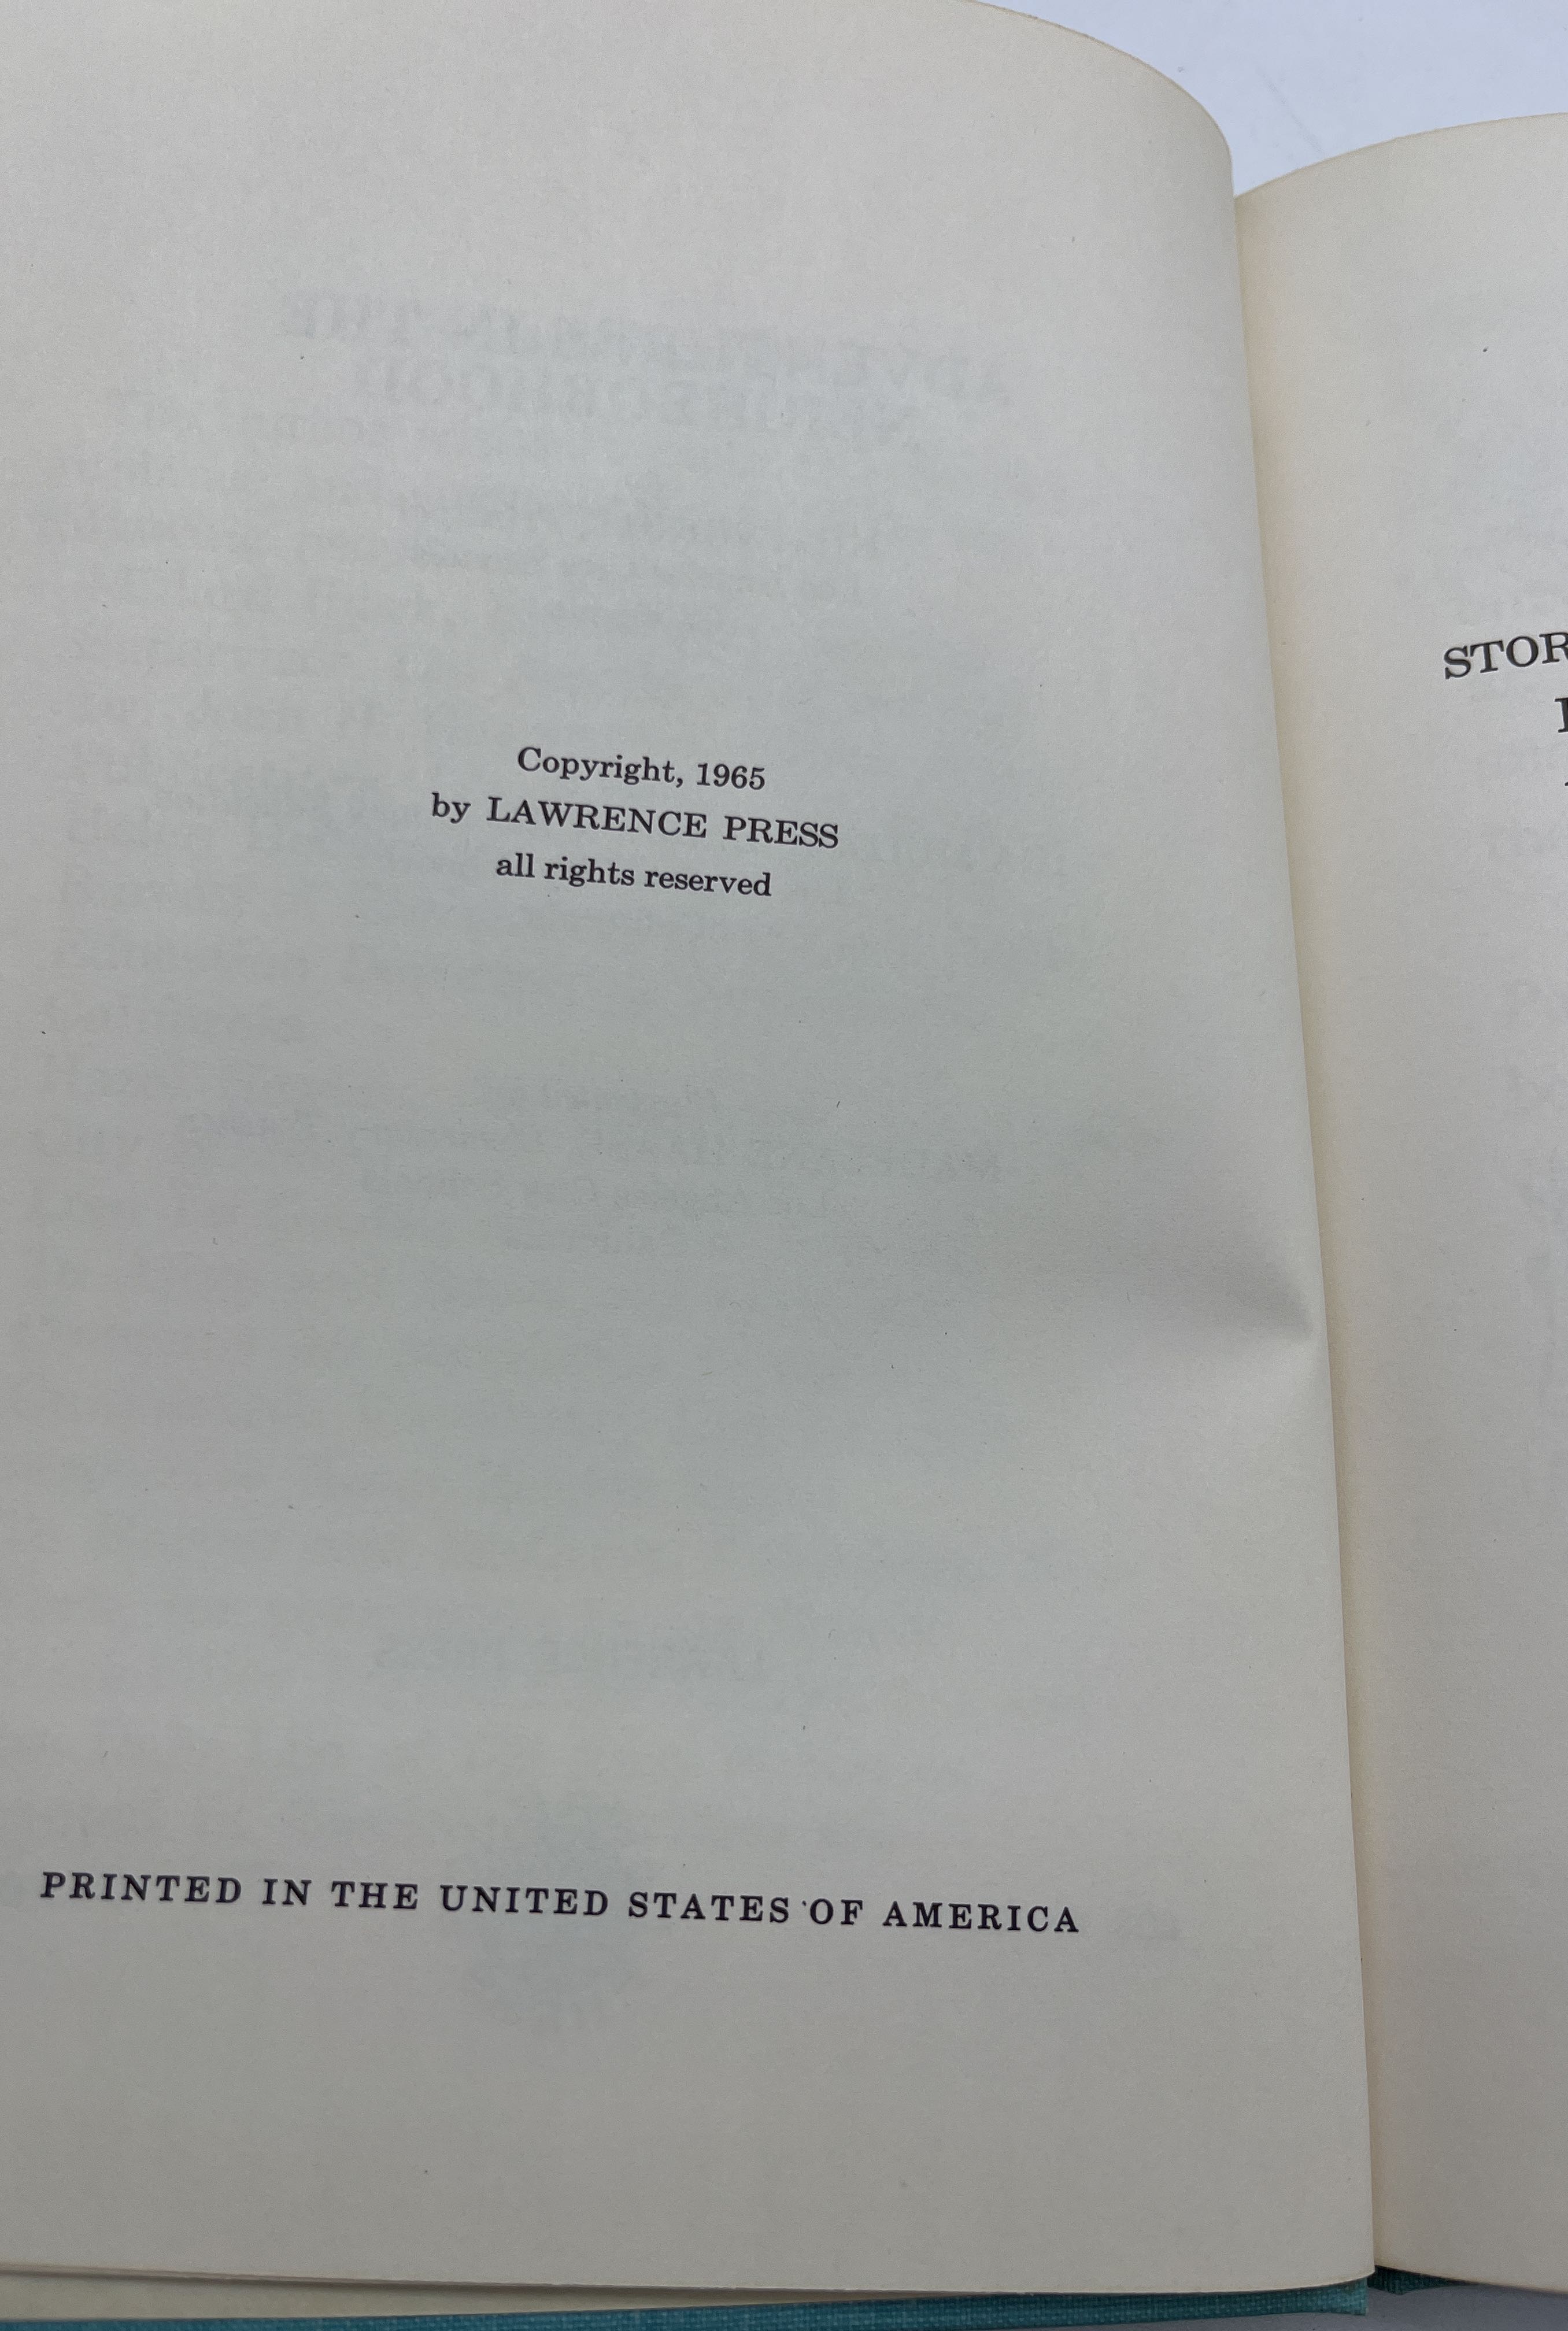 Copyright, 1965
by LAWRENCE PRESS
all rights reserved
PRINTED IN THE UNITED STATES OF AMERICA
STOR